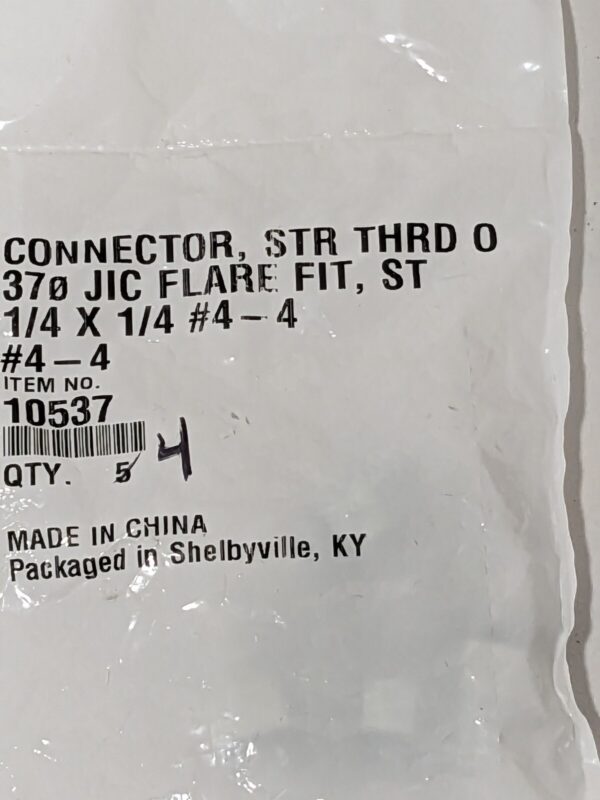 CONNECTOR, STR THRD O
37ø JIC FLARE FIT, ST
1/4 X 1/4 #4-4
#4-4
ITEM NO.
10537
QTY. 5 4
MADE IN CHINA
Packaged in Shelbyville, KY